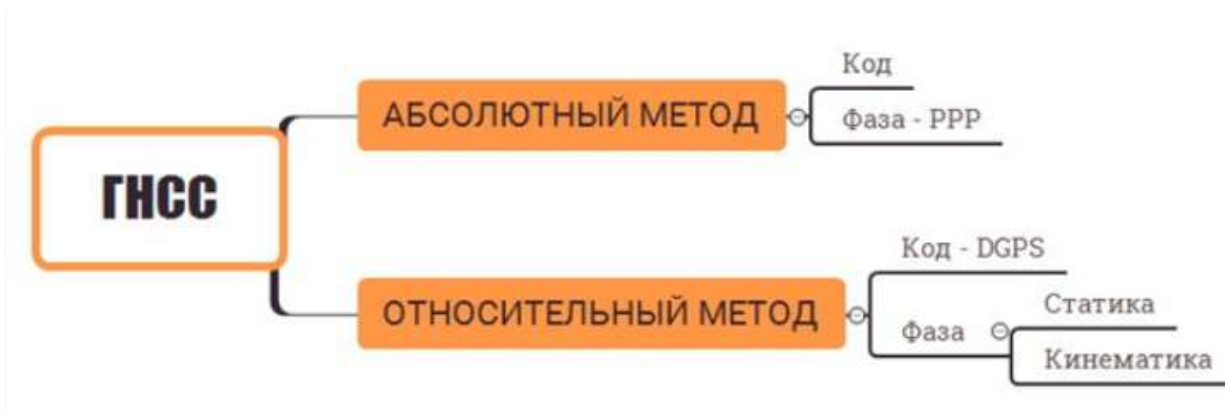 ГНСС
АБСОЛЮТНЫЙ МЕТОД
Код
Фаза - PPP
ОТНОСИТЕЛЬНЫЙ МЕТОД
Код - DGPS
Фаза
Статика
Кинематика